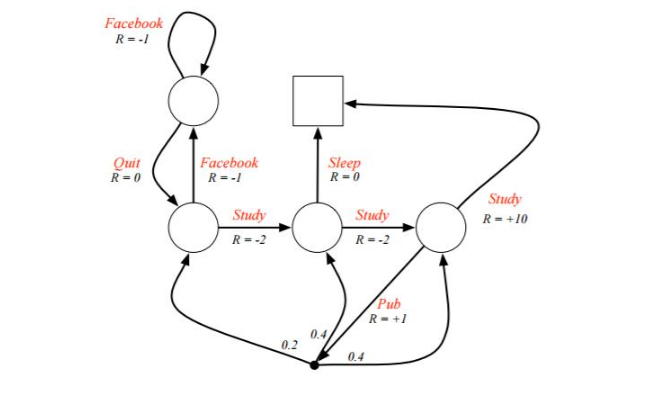 Facebook
R = -1
Quit
R = 0
Facebook
R = -1
Sleep
R = 0
Study
R = -2
Study
R = -2
Study
R = +10
Pub
R = +1
0.4
0.2
0.4